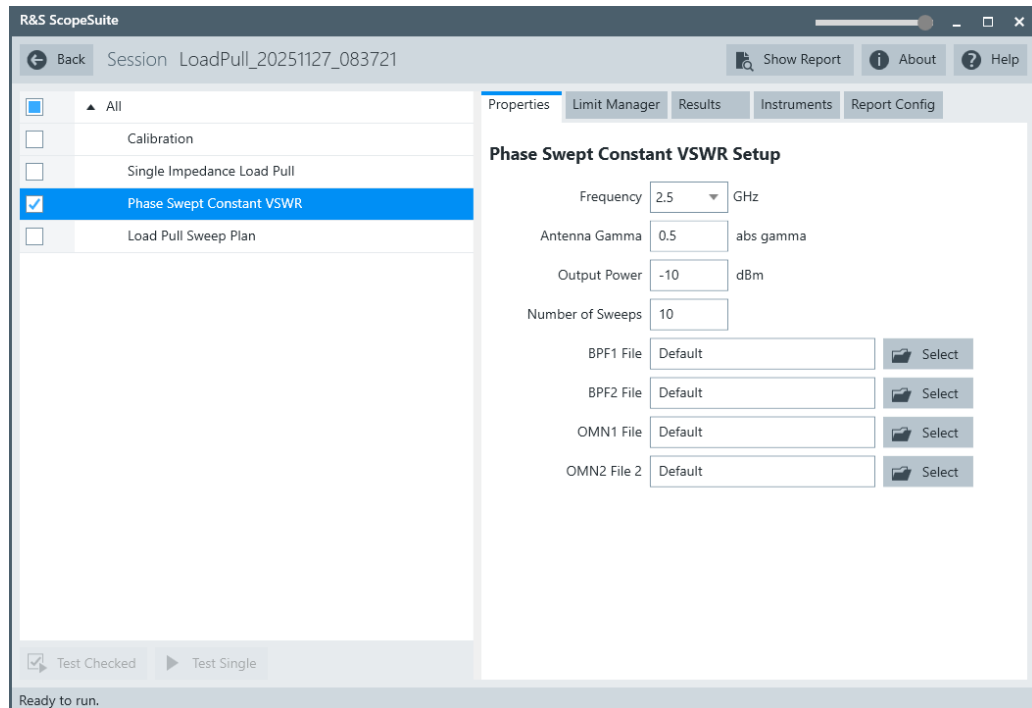 R&S ScopeSuite
Back Session LoadPull_20251127_083721 Show Report About Help
All
Calibration
Single Impedance Load Pull
Phase Swept Constant VSWR
Load Pull Sweep Plan
Test Checked Test Single
Properties Limit Manager Results Instruments Report Config
Phase Swept Constant VSWR Setup
Frequency 2.5 GHz
Antenna Gamma 0.5 abs gamma
Output Power -10 dBm
Number of Sweeps 10
BPF1 File Default Select
BPF2 File Default Select
OMN1 File Default Select
OMN2 File 2 Default Select
Ready to run.